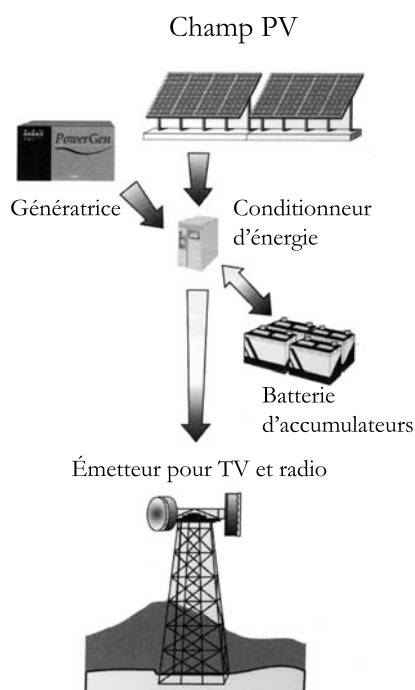 Champ PV
PowerGen
Génératrice
Conditionneur
d'énergie
Batterie
d'accumulateurs
Émetteur pour TV et radio